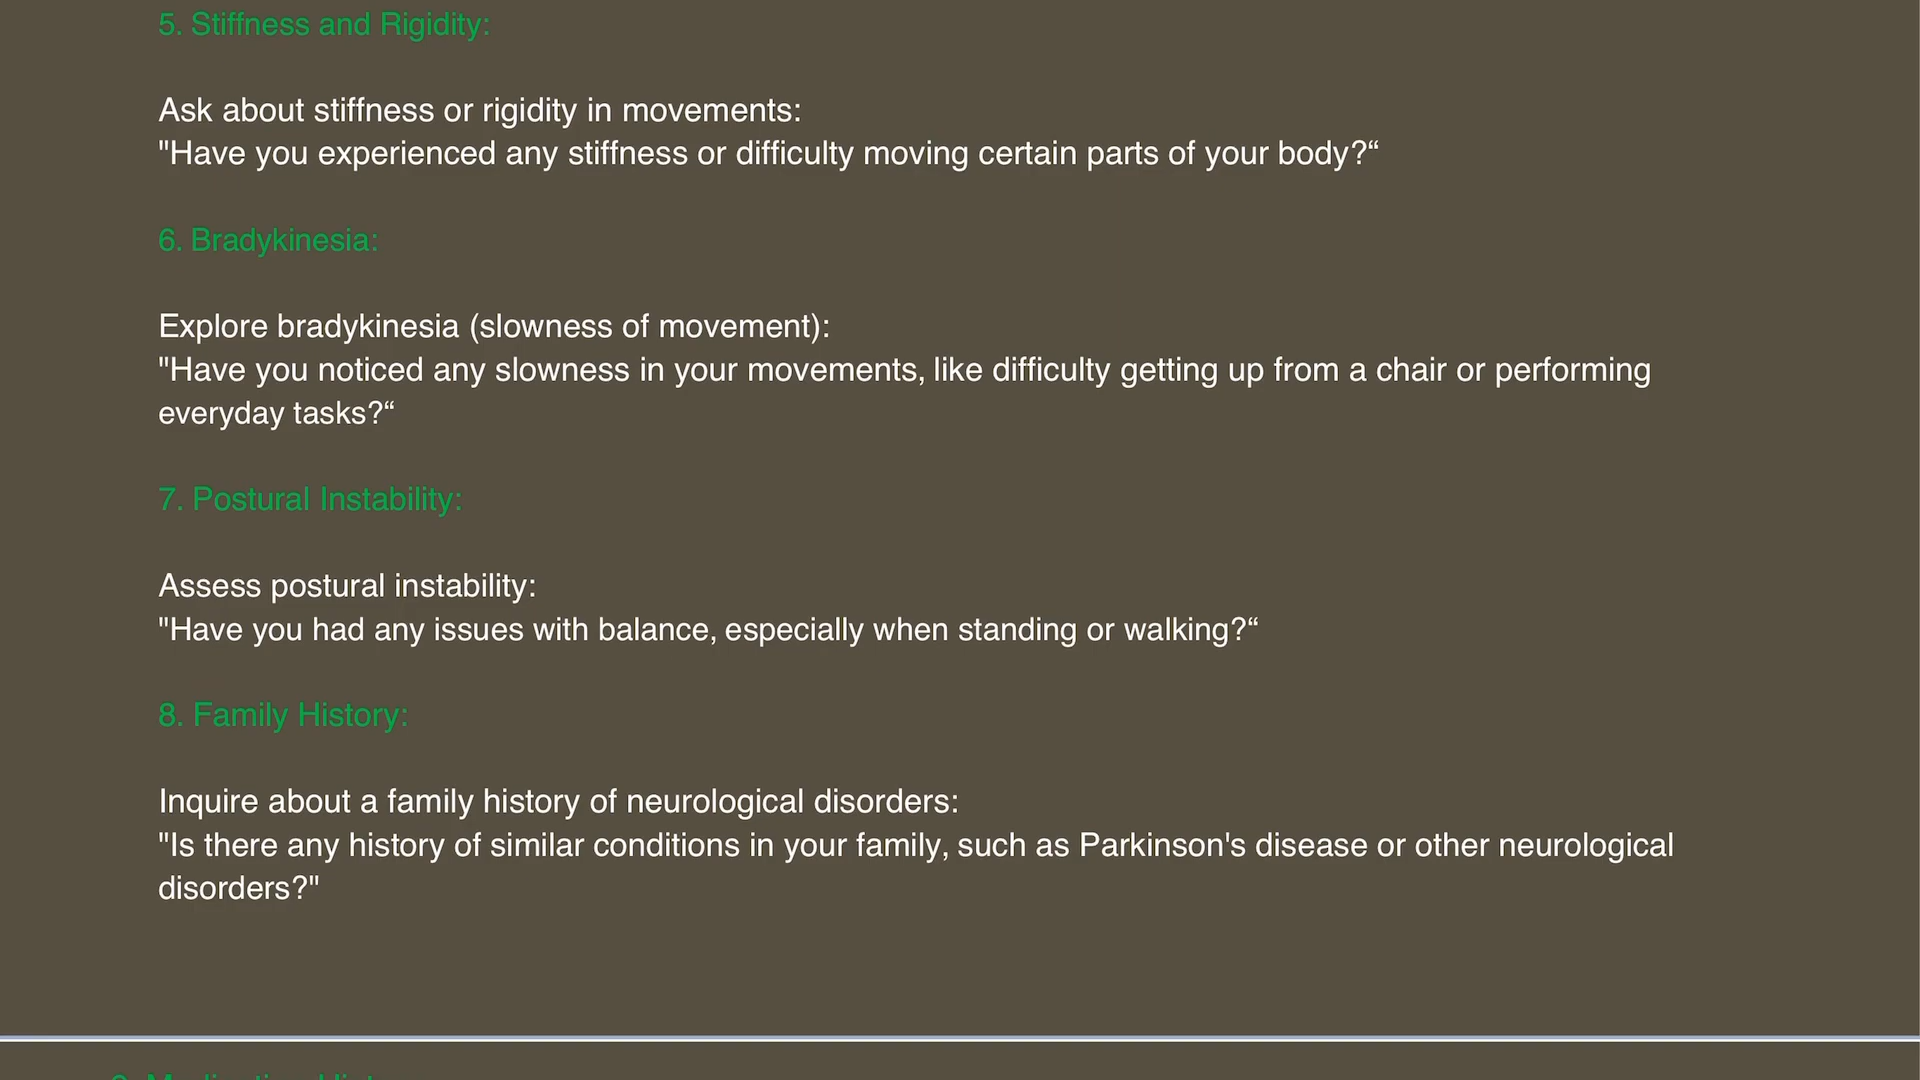 5. Stiffness and Rigidity:
Ask about stiffness or rigidity in movements:
"Have you experienced any stiffness or difficulty moving certain parts of your body?“
6. Bradykinesia:
Explore bradykinesia (slowness of movement):
"Have you noticed any slowness in your movements, like difficulty getting up from a chair or performing
everyday tasks?“
7. Postural Instability:
Assess postural instability:
"Have you had any issues with balance, especially when standing or walking?“
8. Family History:
Inquire about a family history of neurological disorders:
"Is there any history of similar conditions in your family, such as Parkinson's disease or other neurological
disorders?"